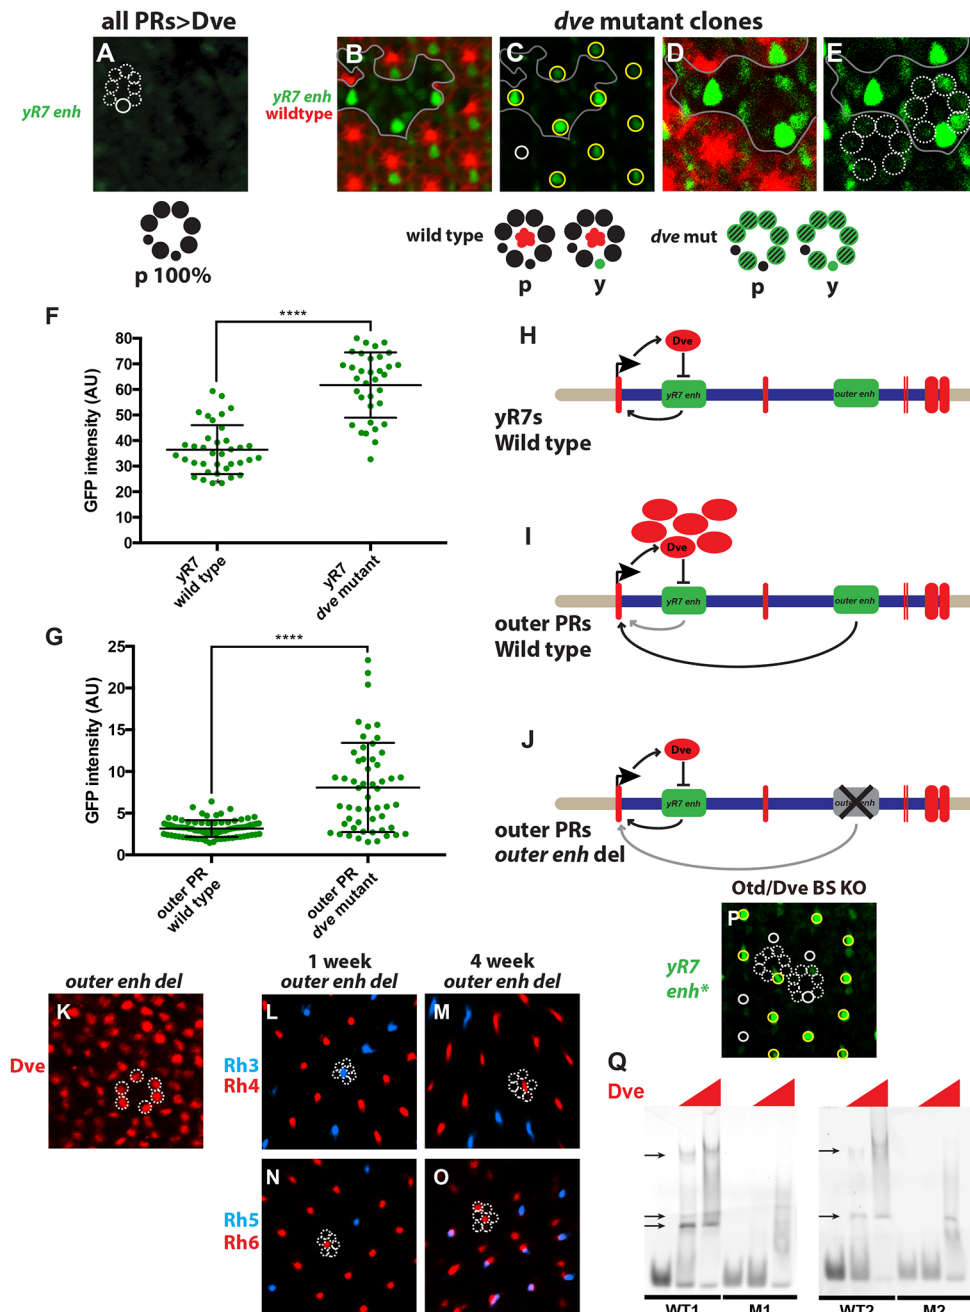 all PRs>Dve
dve mutant clones
A
B
C
D
E
yR7 enh
yR7 enh
wildtype
p 100%
wild type
p
y
dve mut
p
y
F
****
GFP intensity (AU)
80
70
60
50
40
30
20
10
0
yR7
wild type
yR7
dve mutant
G
****
GFP intensity (AU)
25
20
15
10
5
0
outer PR
wild type
outer PR
dve mutant
H
Dve
yR7 enh
outer enh
yR7s
Wild type
I
Dve
yR7 enh
outer enh
outer PRs
Wild type
J
Dve
yR7 enh
outer enh
outer PRs
outer enh del
outer enh del
K
Dve
1 week
outer enh del
4 week
outer enh del
L
M
Rh3
Rh4
N
O
Rh5
Rh6
Otd/Dve BS KO
P
yR7
enh*
Q
Dve
WT1
M1
WT2
M2